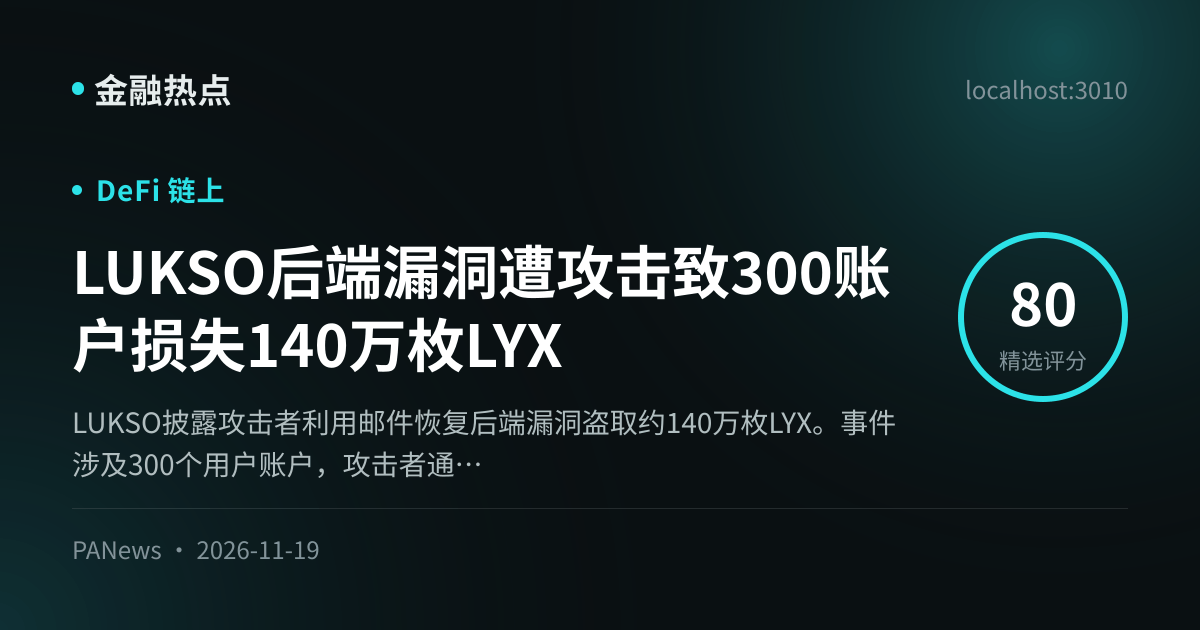 金融热点
localhost:3010
DeFi 链上
LUKSO后端漏洞遭攻击致300账
户损失140万枚LYX
80
精选评分
LUKSO披露攻击者利用邮件恢复后端漏洞盗取约140万枚LYX。事件
涉及300个用户账户，攻击者通…
PANews • 2026-11-19